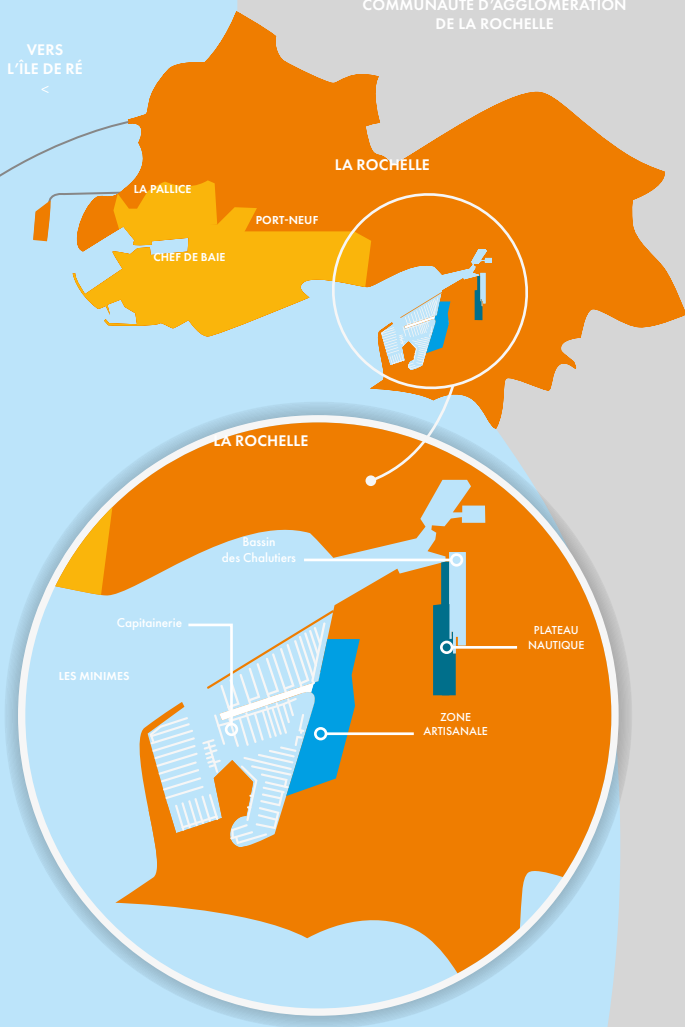 COMMUNAUTÉ D'AGGLOMÉRATION
DE LA ROCHELLE
VERS
L'ÎLE DE RÉ
<
LA ROCHELLE
LA PALLICE
PORT-NEUF
CHEF DE BAIE
LA ROCHELLE
Bassin
des Chalutiers
Capitainerie
PLATEAU
NAUTIQUE
LES MINIMES
ZONE
ARTISANALE